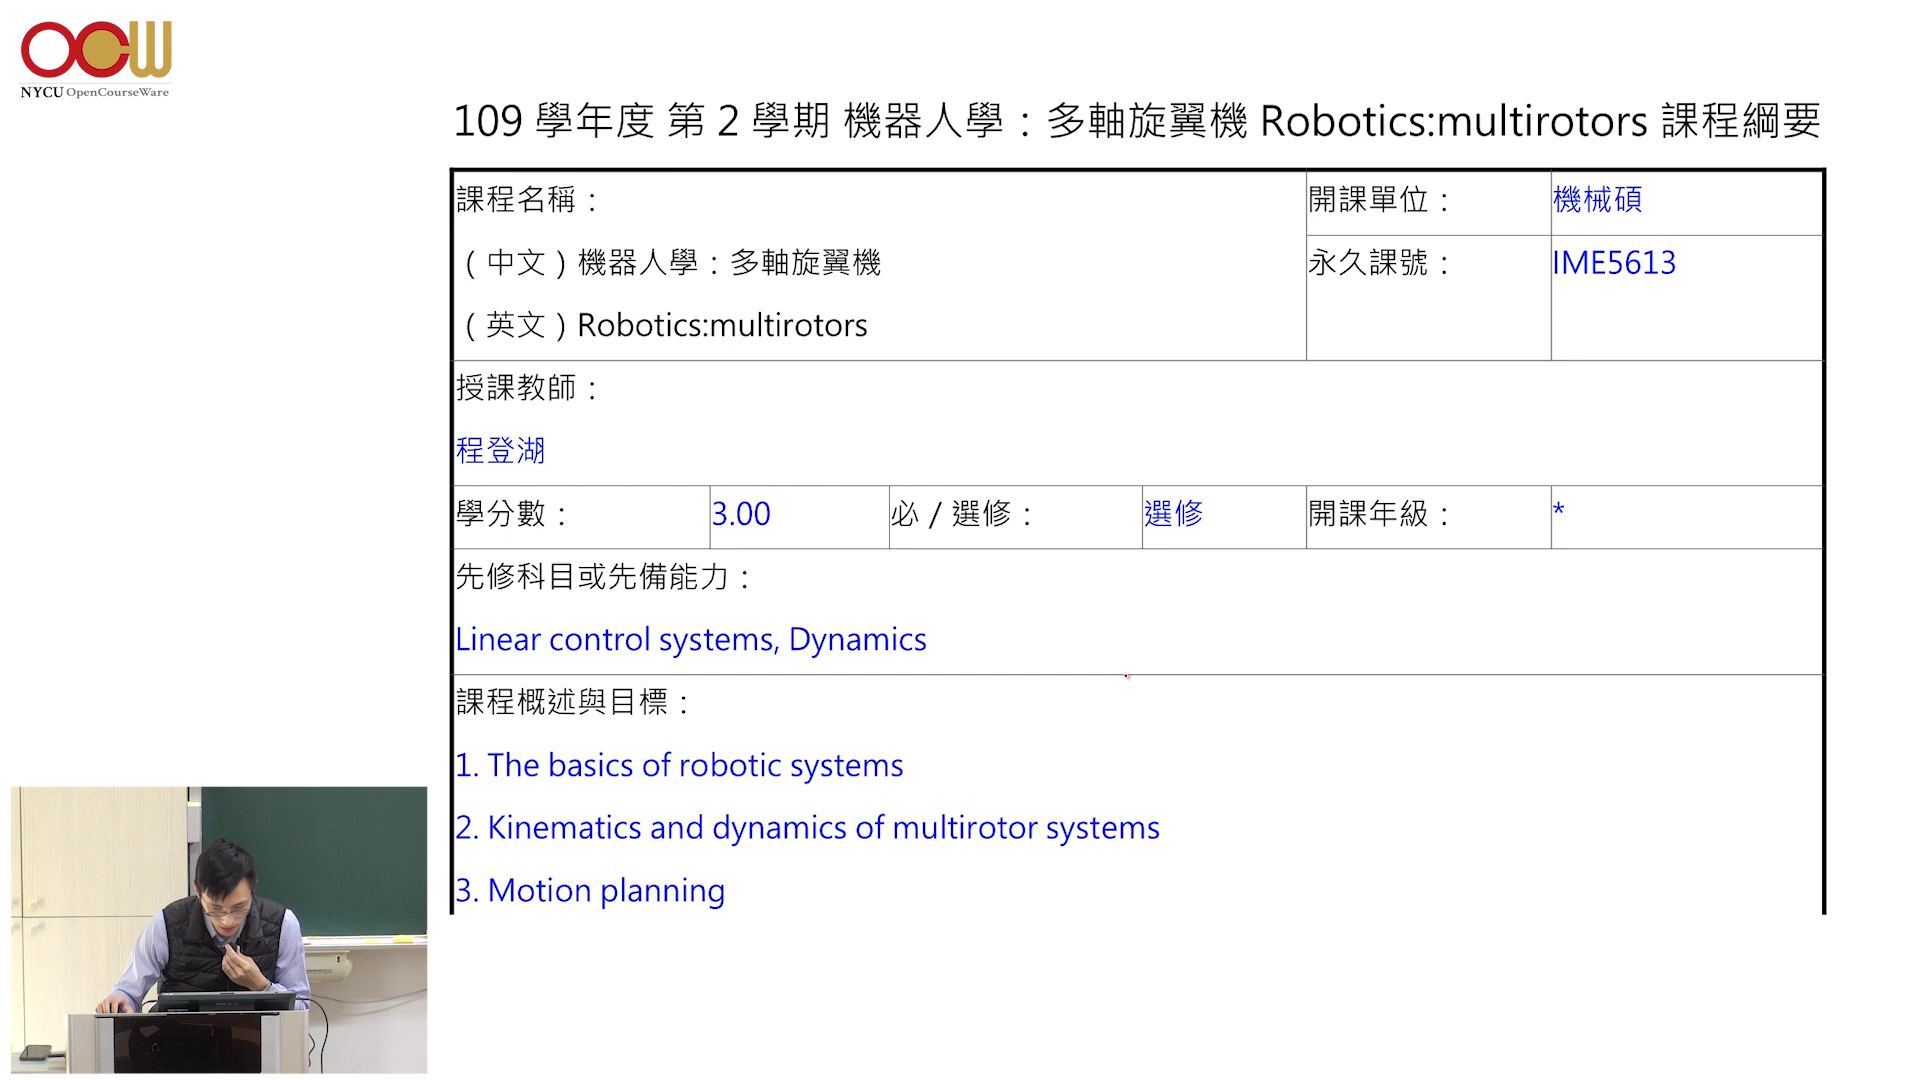 OCW
NYCU OpenCourseWare
109 學年度 第 2 學期 機器人學：多軸旋翼機 Robotics:multirotors 課程綱要
課程名稱： 開課單位： 機械碩
（中文）機器人學：多軸旋翼機 永久課號： IME5613
（英文）Robotics:multirotors
授課教師：
程登湖
學分數： 3.00 必 / 選修： 選修 開課年級： *
先修科目或先備能力：
Linear control systems, Dynamics
課程概述與目標：
1. The basics of robotic systems
2. Kinematics and dynamics of multirotor systems
3. Motion planning